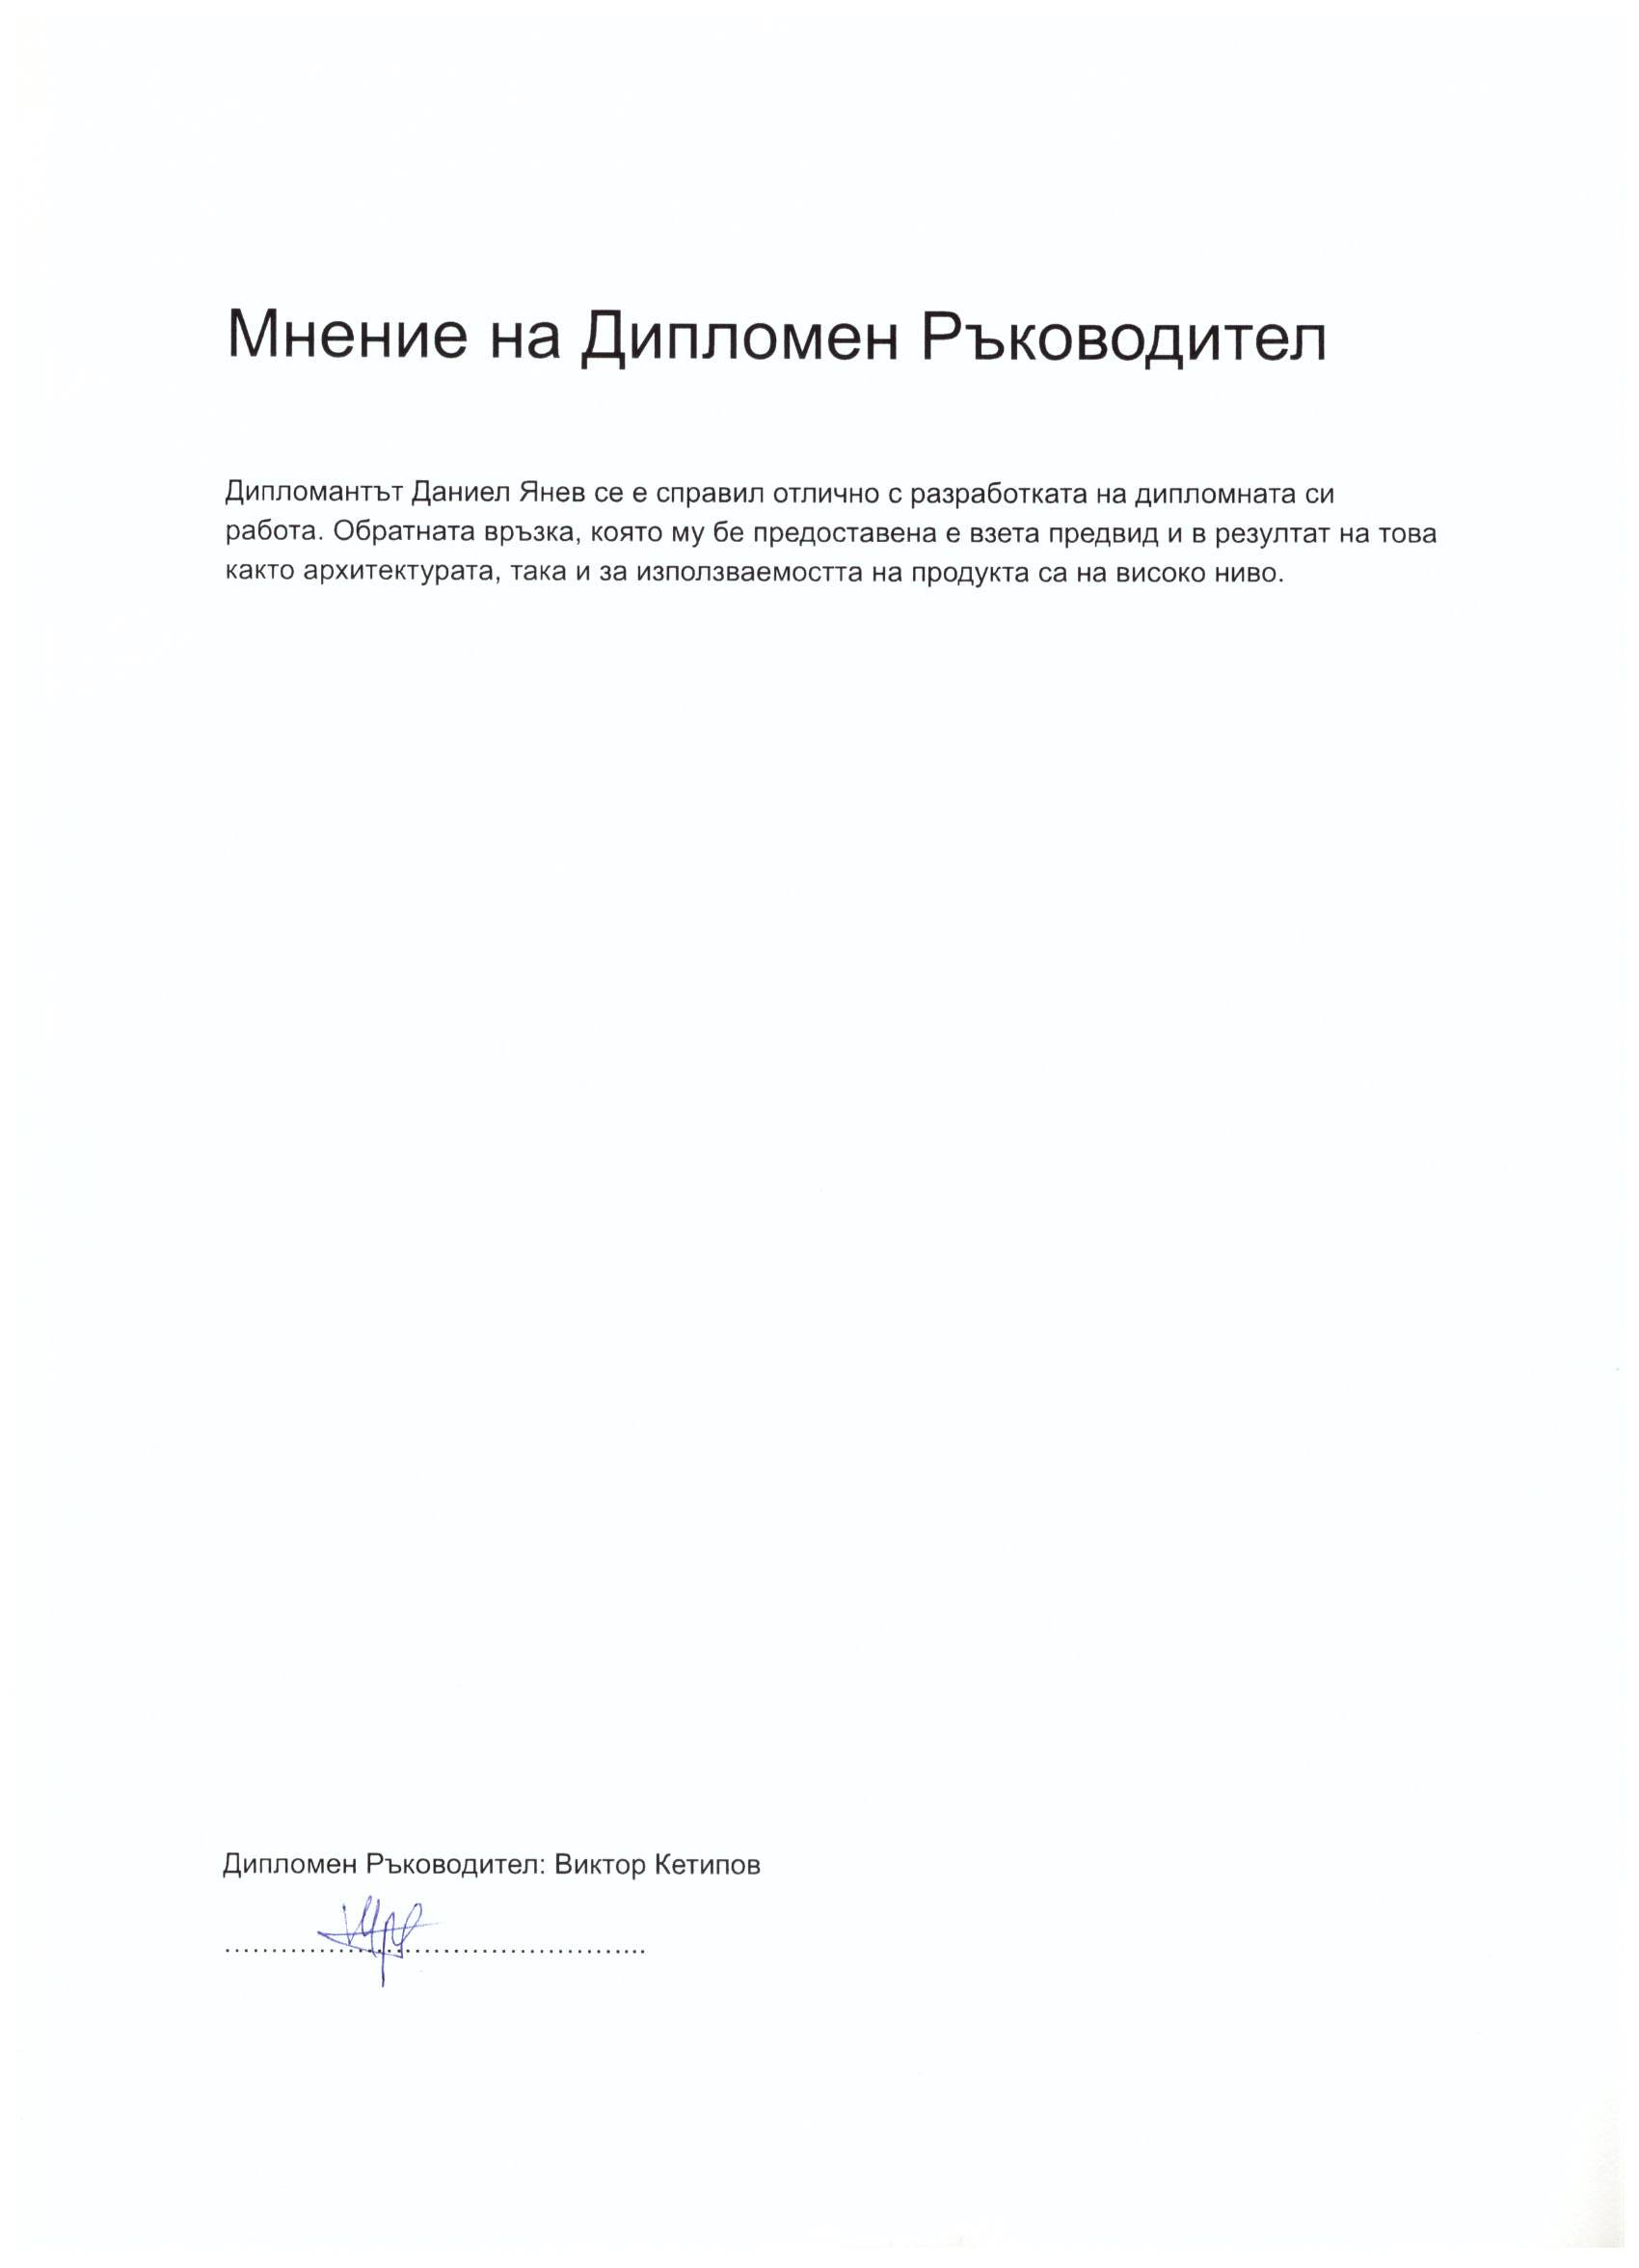 Мнение на Дипломен Ръководител
Дипломантът Даниел Янев се е справил отлично с разработката на дипломната си
работа. Обратната връзка, която му бе предоставена е взета предвид и в резултат на това
както архитектурата, така и за използваемостта на продукта са на високо ниво.
Дипломен Ръководител: Виктор Кетипов